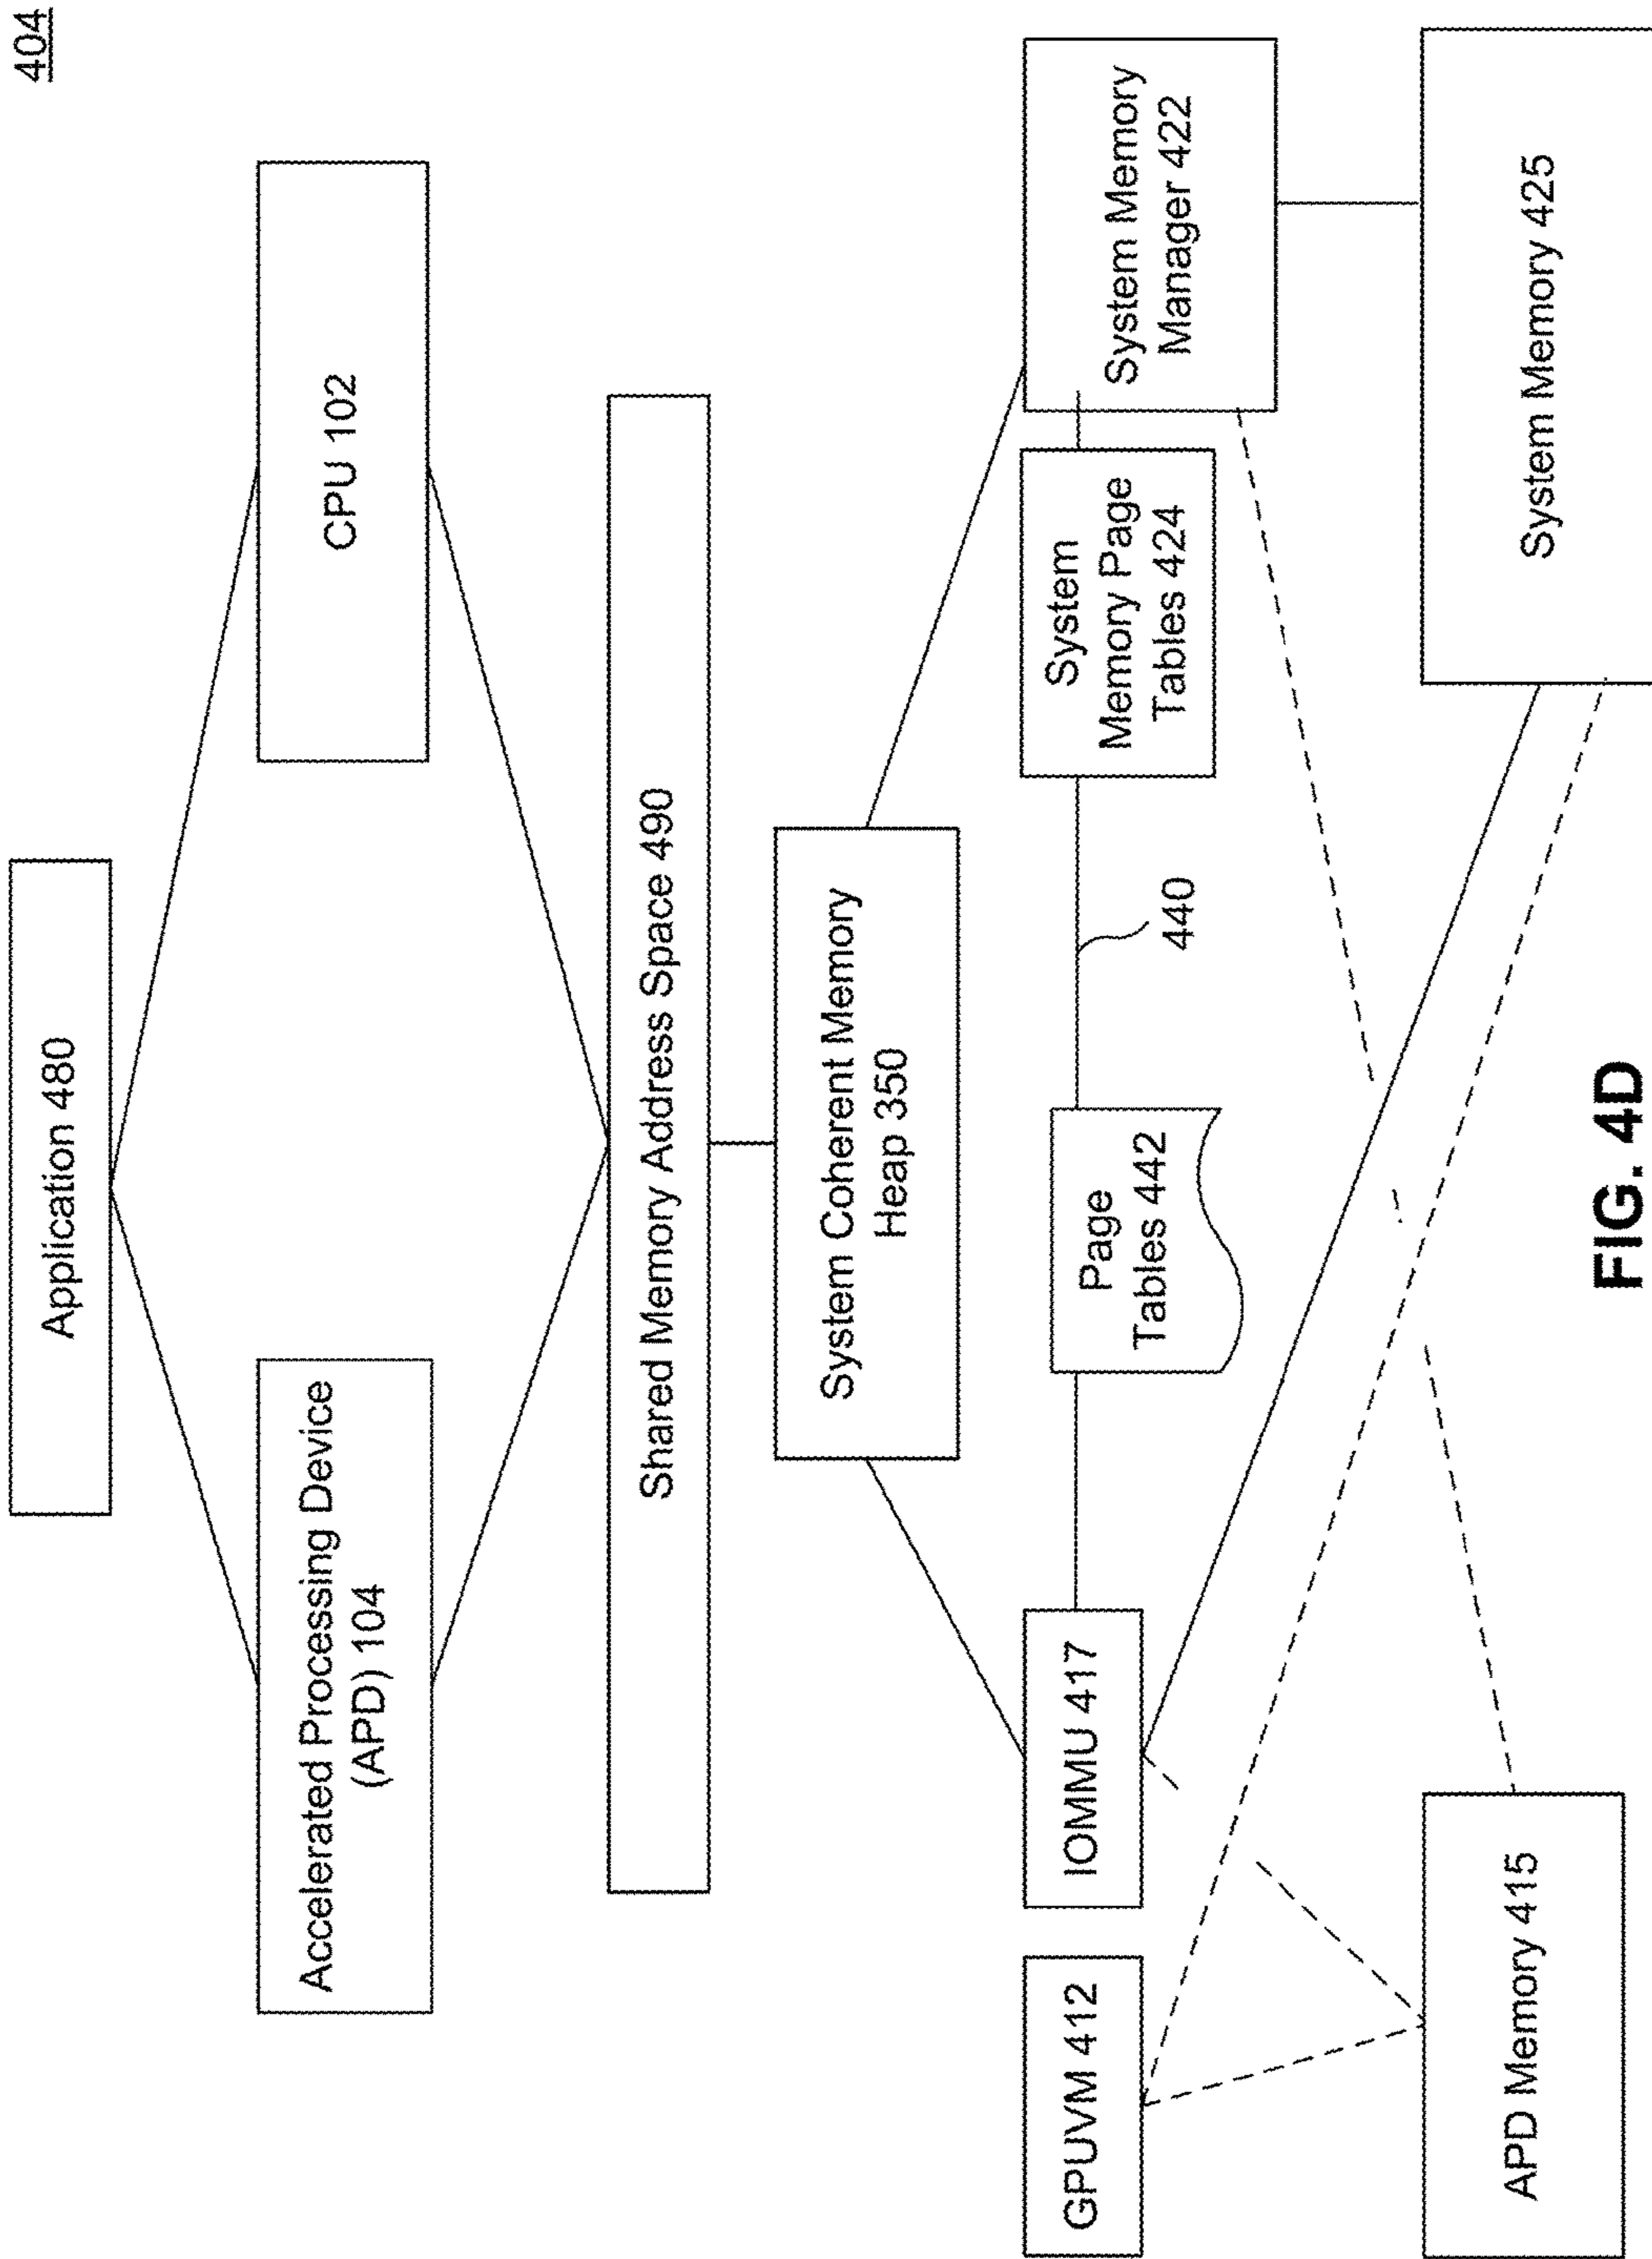 404
Application 480
Accelerated Processing Device
(APD) 104
CPU 102
Shared Memory Address Space 490
System Coherent Memory
Heap 350
GPUVM 412
IOMMU 417
Page
Tables 442
440
System
Memory Page
Tables 424
System Memory
Manager 422
APD Memory 415
System Memory 425
FIG. 4D